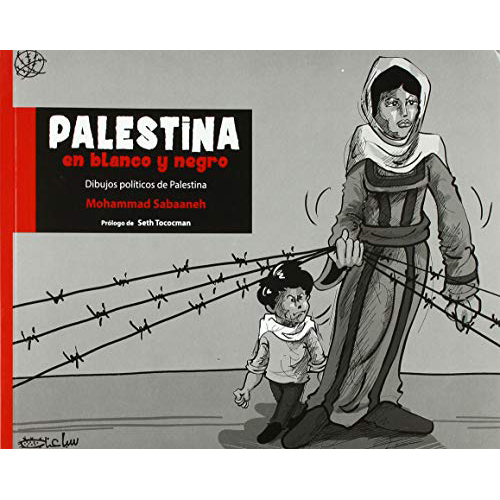 PALESTINA
en blanco y negro
Dibujos políticos de Palestina
Mohammad Sabaaneh
Prólogo de Seth Tococman